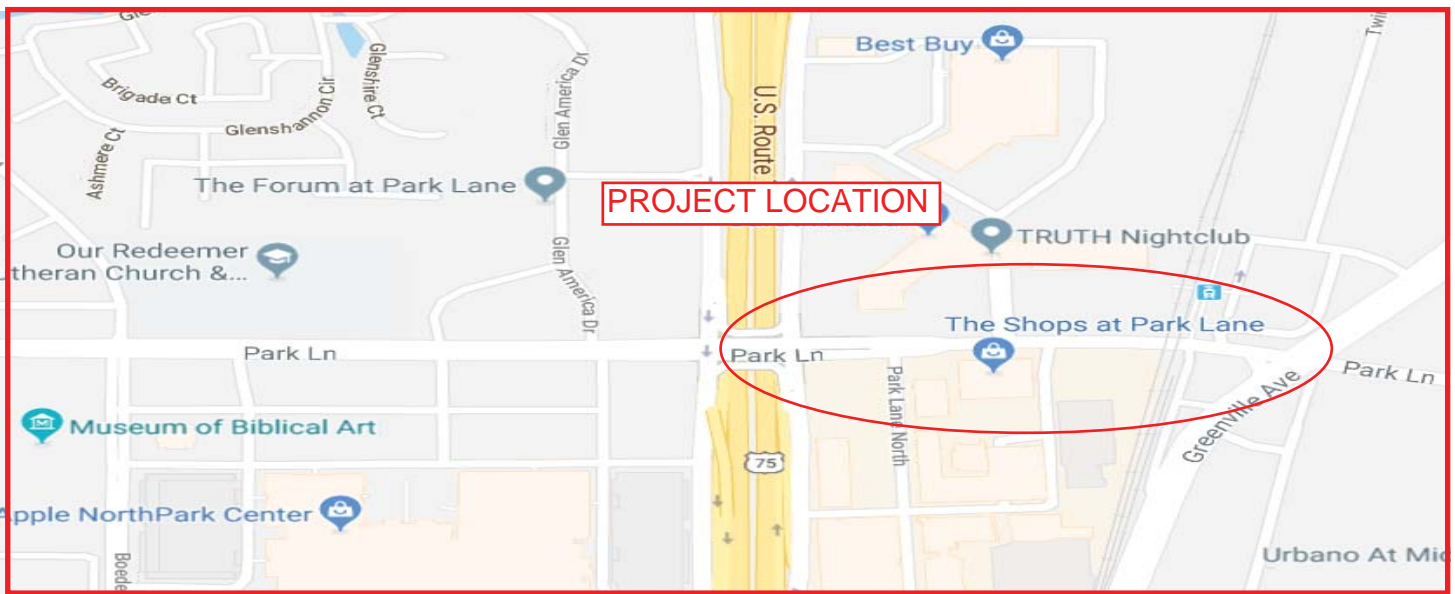 Best Buy
Brigade Ct
Glenshire Ct
Glenshannon Cir
Ashmere Ct
Glen America Dr
U.S. Route
The Forum at Park Lane
PROJECT LOCATION
TRUTH Nightclub
Our Redeemer
utheran Church &...
Glen America Dr
The Shops at Park Lane
Park Ln
Park Ln
Park Ln
Park Lane North
Greenville Ave
Museum of Biblical Art
75
Apple NorthPark Center
Boede
Urbano At Mi